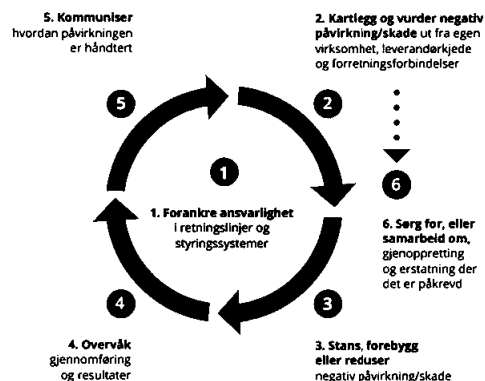 5. Kommuniser
hvordan påvirkningen
er håndtert
2. Kartlegg og vurder negativ
påvirkning/skade ut fra egen
virksomhet, leverandørkjede
og forretningsforbindelser
5
2
1
6
1. Forankre ansvarlighet
i retningslinjer og
styringssystemer
6. Sørg for, eller
samarbeid om,
gjenoppretting
og erstatning der
det er påkrevd
4
3
4. Overvåk
gjennomføring
og resultater
3. Stans, forebygg
eller reduser
negativ påvirkning/skade